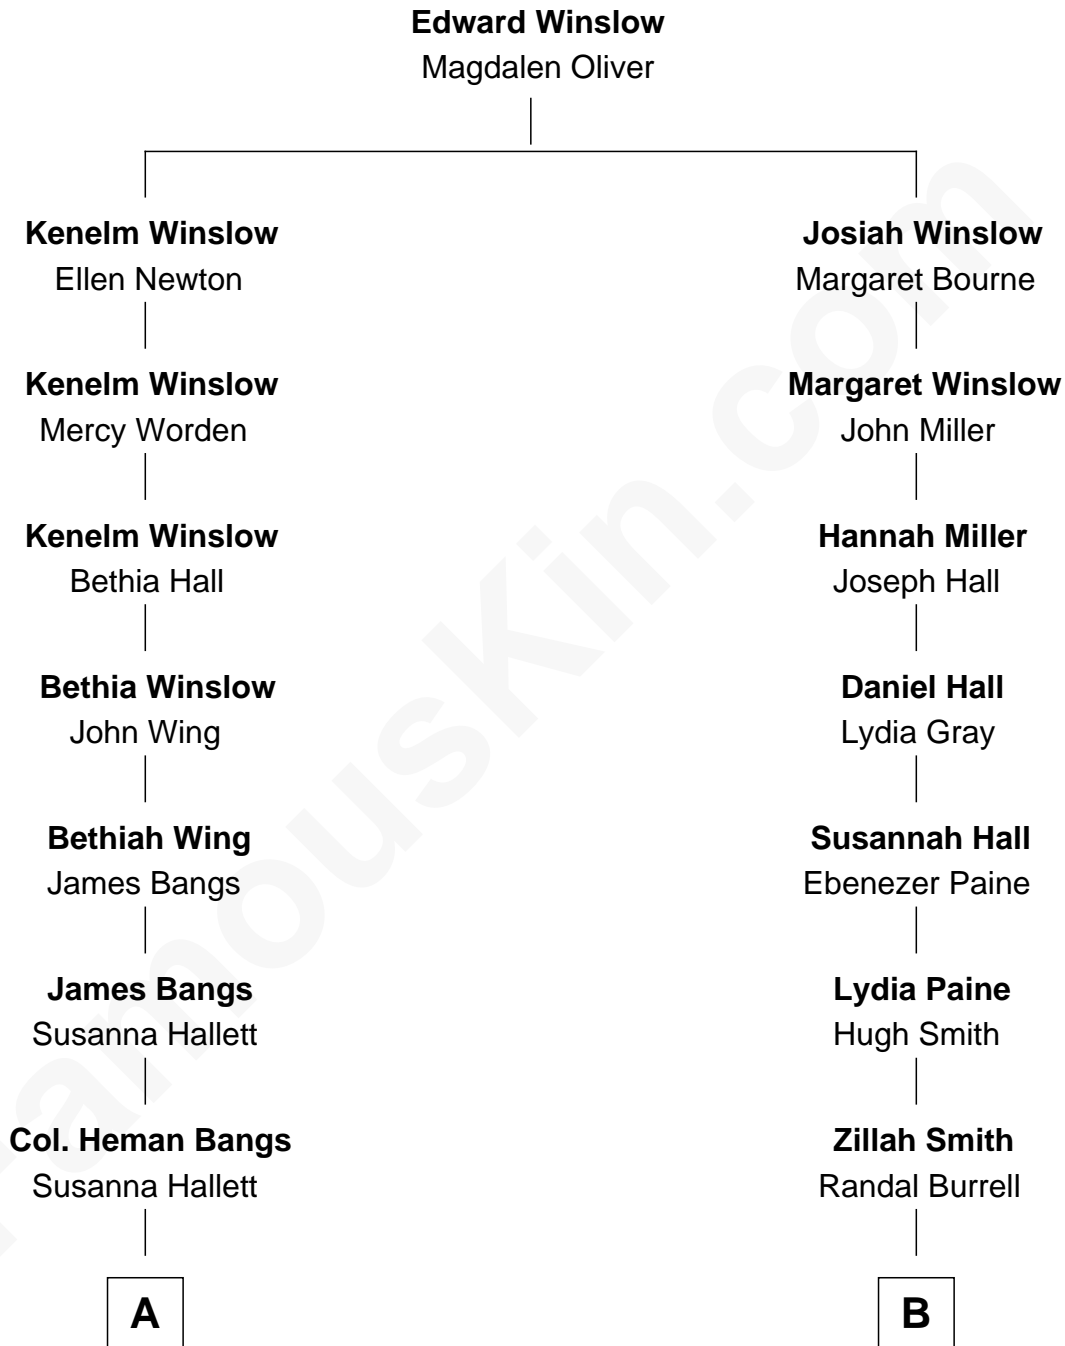 Edward Winslow
Magdalen Oliver
Kenelm Winslow
Ellen Newton
Josiah Winslow
Margaret Bourne
Kenelm Winslow
Mercy Worden
Margaret Winslow
John Miller
Kenelm Winslow
Bethia Hall
Hannah Miller
Joseph Hall
Bethia Winslow
John Wing
Daniel Hall
Lydia Gray
Bethiah Wing
James Bangs
Susannah Hall
Ebenezer Paine
James Bangs
Susanna Hallett
Lydia Paine
Hugh Smith
Col. Heman Bangs
Susanna Hallett
Zillah Smith
Randal Burrell
A
B
FamousKin.com